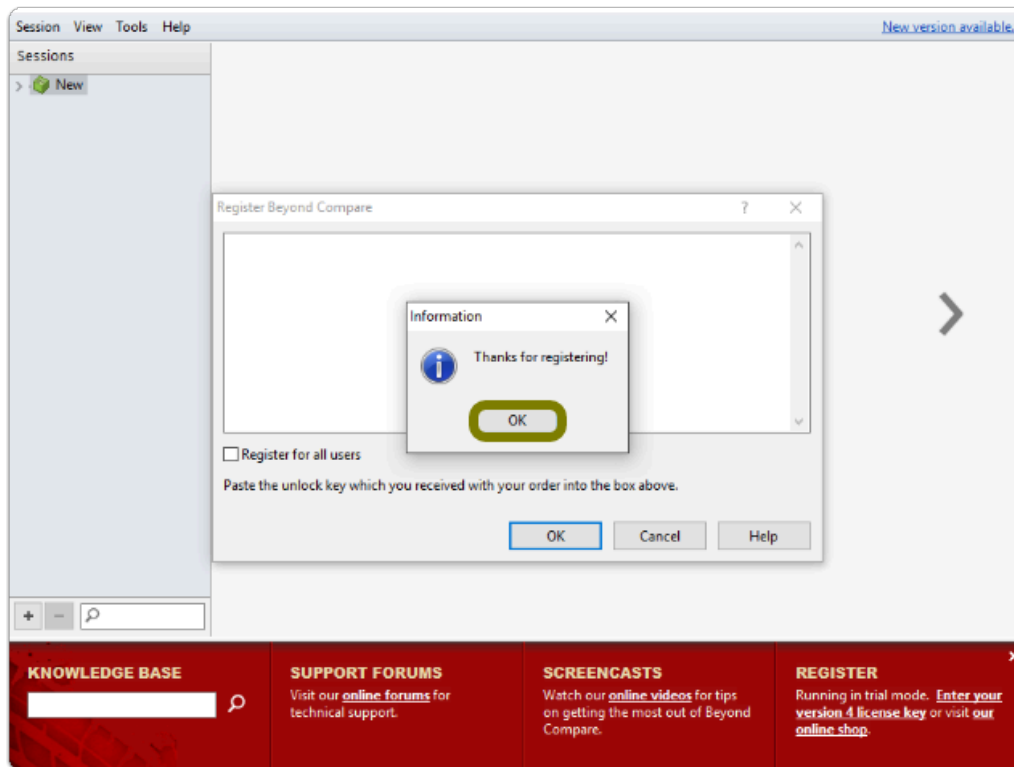 Session View Tools Help
New version available.
Sessions
New
Register Beyond Compare
Information
Thanks for registering!
OK
Register for all users
Paste the unlock key which you received with your order into the box above.
OK Cancel Help
KNOWLEDGE BASE
SUPPORT FORUMS
Visit our online forums for
technical support.
SCREENCASTS
Watch our online videos for tips
on getting the most out of Beyond
Compare.
REGISTER
Running in trial mode. Enter your
version 4 license key or visit our
online shop.